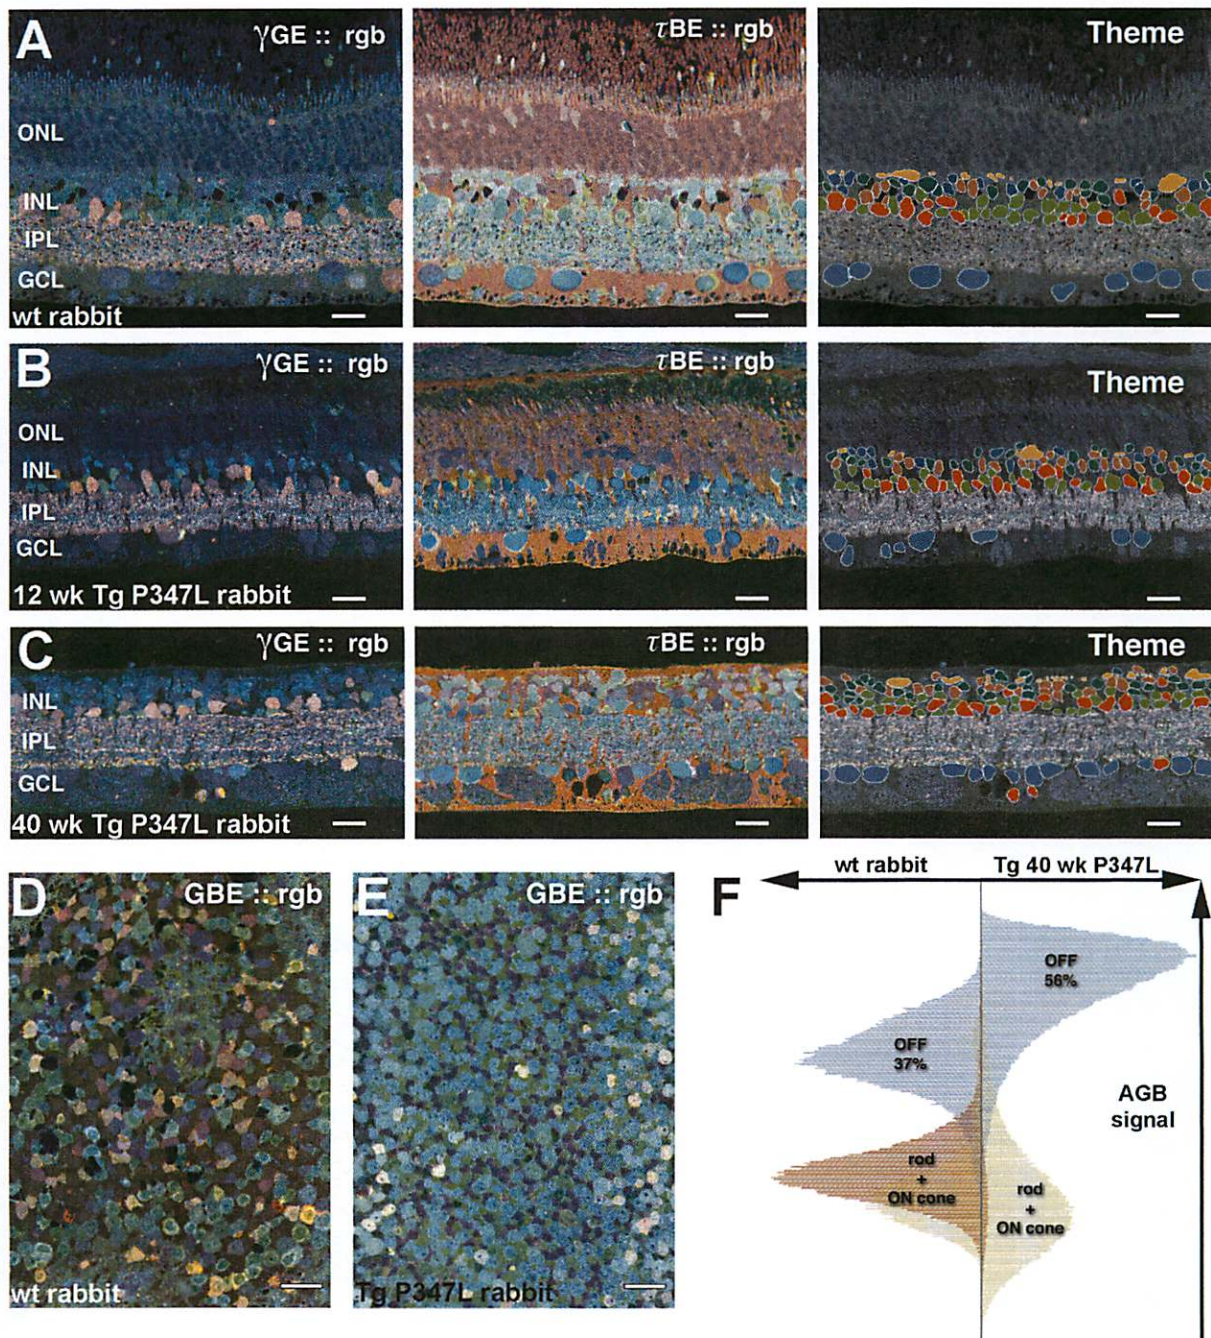 A
γGE :: rgb
τBE :: rgb
Theme
ONL
INL
IPL
GCL
wt rabbit
B
γGE :: rgb
τBE :: rgb
Theme
ONL
INL
IPL
GCL
12 wk Tg P347L rabbit
C
γGE :: rgb
τBE :: rgb
Theme
INL
IPL
GCL
40 wk Tg P347L rabbit
D
GBE :: rgb
wt rabbit
E
GBE :: rgb
Tg P347L rabbit
F
wt rabbit
Tg 40 wk P347L
OFF
56%
OFF
37%
AGB
signal
rod
+
ON cone
rod
+
ON cone